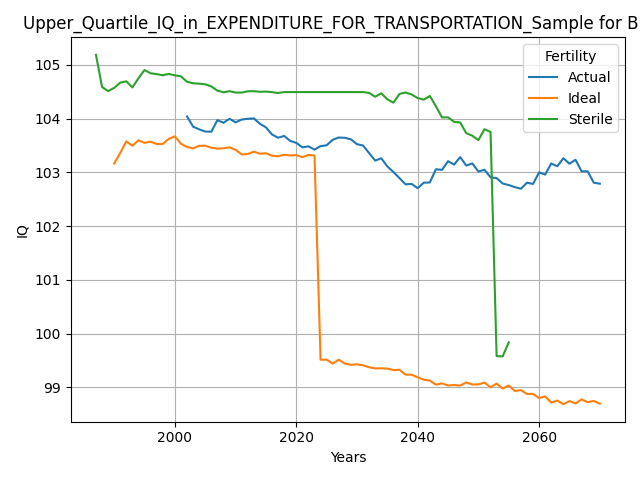 Upper_Quartile_IQ_in_EXPENDITURE_FOR_TRANSPORTATION_Sample for B
Fertility
Actual
Ideal
Sterile
105
104
103
102
101
100
99
IQ
2000 2020 2040 2060
Years